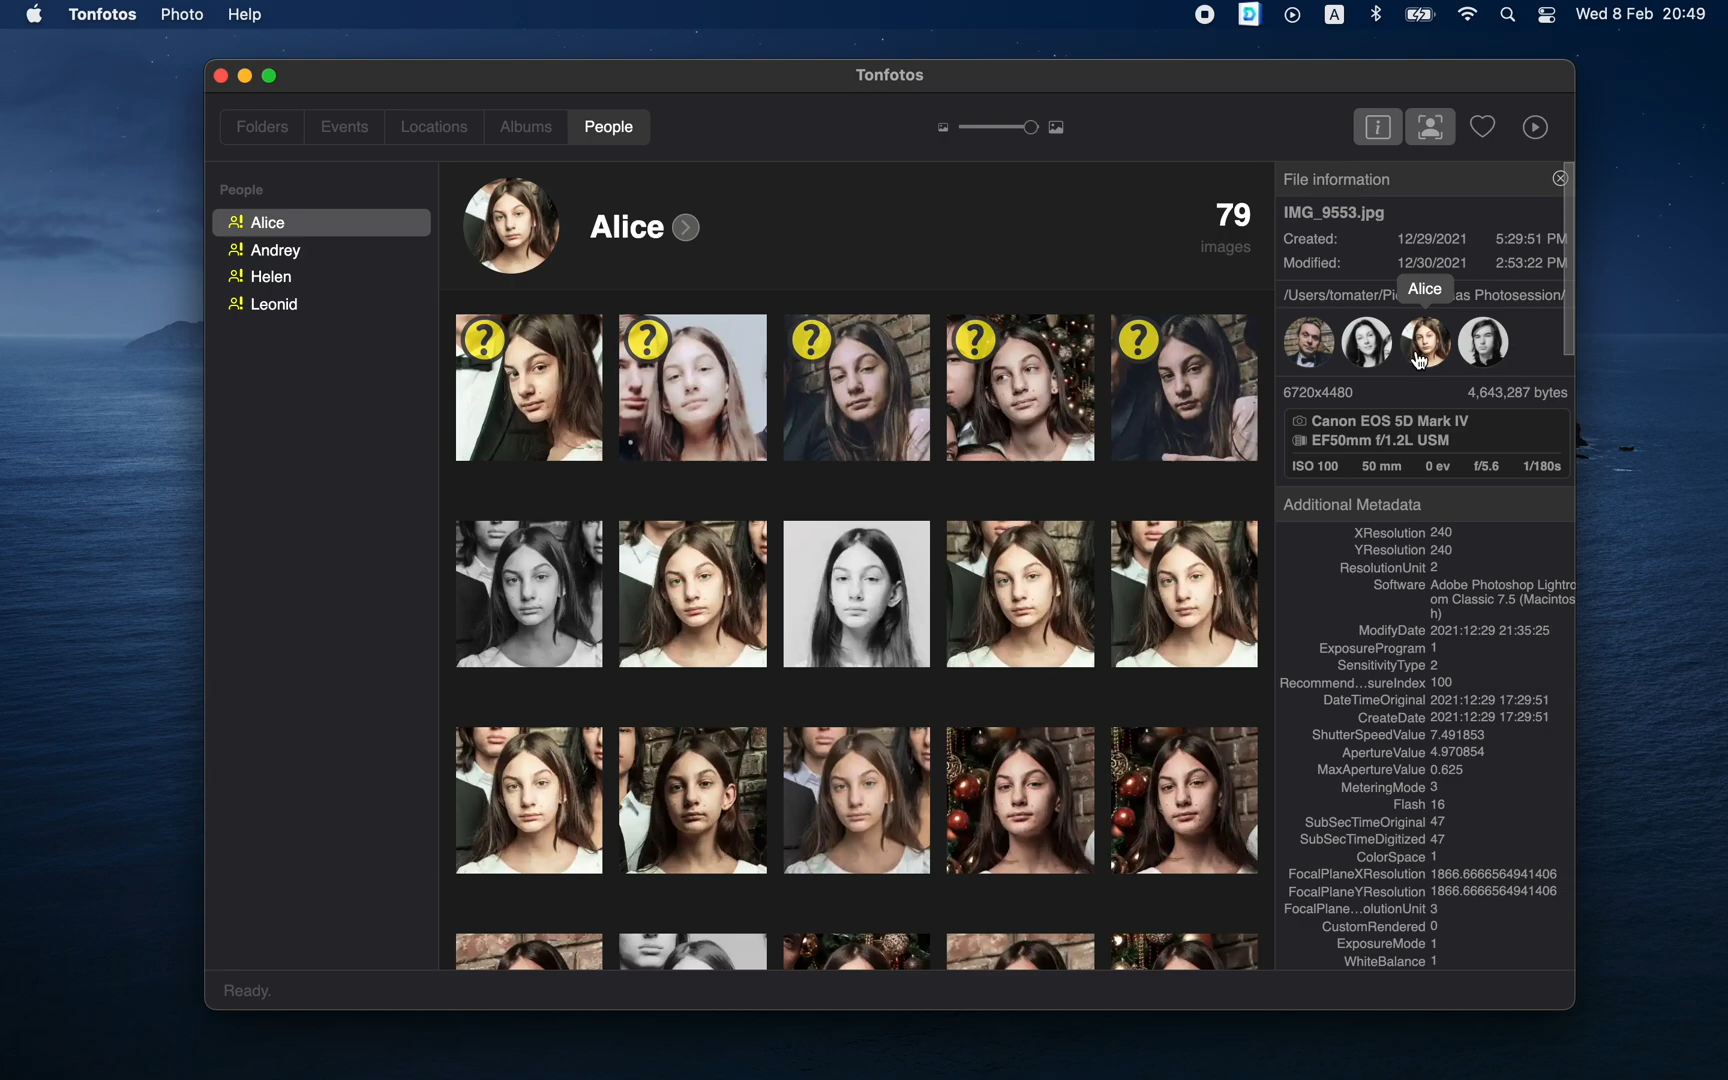 Tonfotos Photo Help
A
Wed 8 Feb 20:49
Tonfotos
Folders Events Locations Albums People
People
Alice
Andrey
Helen
Leonid
Alice
79
images
? ? ? ? ?
File information
IMG_9553.jpg
Created: 12/29/2021 5:29:51 PM
Modified: 12/30/2021 2:53:22 PM
Alice
/Users/tomater/Pi as Photosession/
6720x4480 4,643,287 bytes
Canon EOS 5D Mark IV
EF50mm f/1.2L USM
ISO 100 50 mm 0 ev f/5.6 1/180s
Additional Metadata
XResolution 240
YResolution 240
ResolutionUnit 2
Software Adobe Photoshop Lightro
om Classic 7.5 (Macintos
h)
ModifyDate 2021:12:29 21:35:25
ExposureProgram 1
SensitivityType 2
Recommend...sureIndex 100
DateTimeOriginal 2021:12:29 17:29:51
CreateDate 2021:12:29 17:29:51
ShutterSpeedValue 7.491853
ApertureValue 4.970854
MaxApertureValue 0.625
MeteringMode 3
Flash 16
SubSecTimeOriginal 47
SubSecTimeDigitized 47
ColorSpace 1
FocalPlaneXResolution 1866.6666564941406
FocalPlaneYResolution 1866.6666564941406
FocalPlane...olutionUnit 3
CustomRendered 0
ExposureMode 1
WhiteBalance 1
Ready.